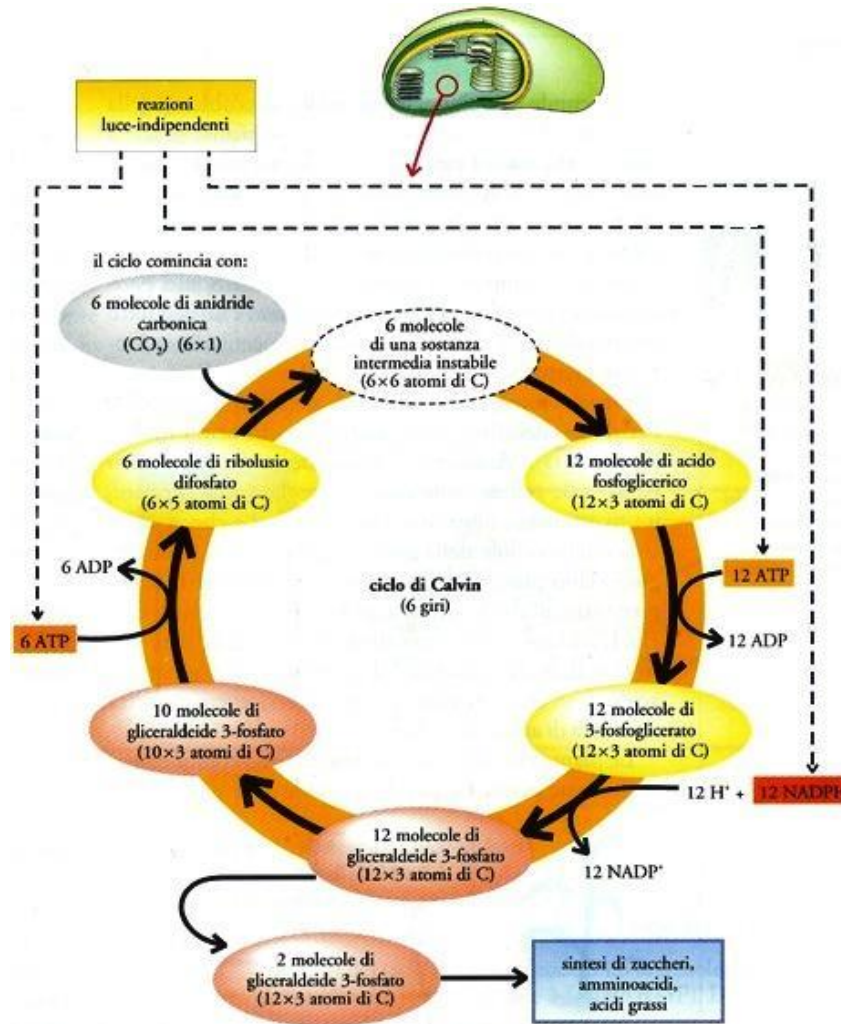 reazioni
luce-indipendenti
il ciclo comincia con:
6 molecole di anidride
carbonica
(CO₂) (6×1)
6 molecole
di una sostanza
intermedia instabile
(6×6 atomi di C)
6 molecole di ribolusio
difosfato
(6×5 atomi di C)
12 molecole di acido
fosfoglicerico
(12×3 atomi di C)
6 ADP
6 ATP
ciclo di Calvin
(6 giri)
12 ATP
12 ADP
10 molecole di
gliceraldeide 3-fosfato
(10×3 atomi di C)
12 molecole di
3-fosfoglicerato
(12×3 atomi di C)
12 H⁺ + 12 NADPH
12 NADP⁺
12 molecole di
gliceraldeide 3-fosfato
(12×3 atomi di C)
2 molecole di
gliceraldeide 3-fosfato
(12×3 atomi di C)
sintesi di zuccheri,
amminoacidi,
acidi grassi